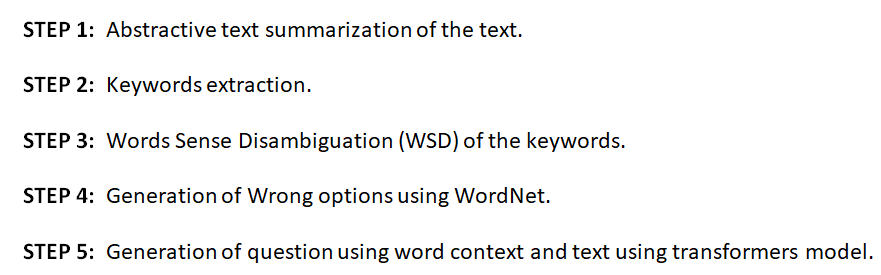 STEP 1: Abstractive text summarization of the text.
STEP 2: Keywords extraction.
STEP 3: Words Sense Disambiguation (WSD) of the keywords.
STEP 4: Generation of Wrong options using WordNet.
STEP 5: Generation of question using word context and text using transformers model.